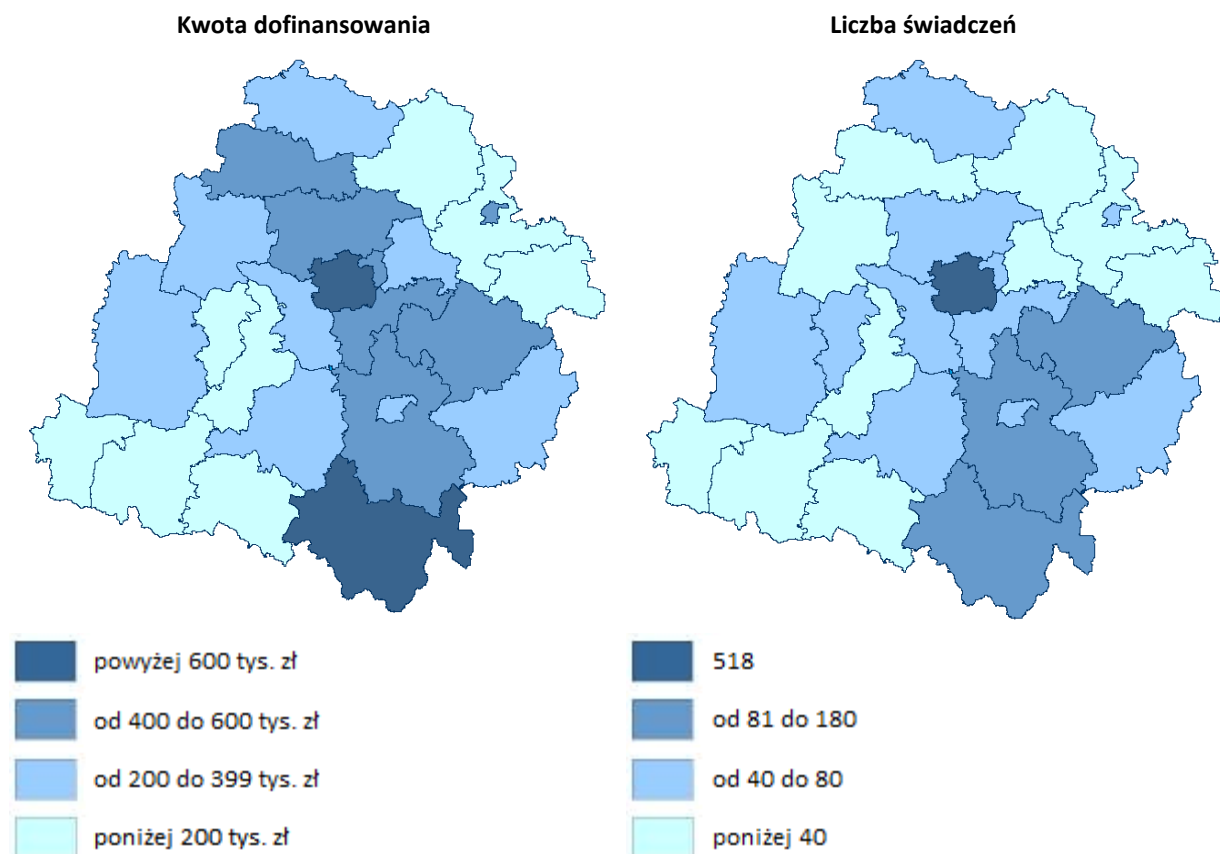 Kwota dofinansowania
Liczba świadczeń
powyżej 600 tys. zł
od 400 do 600 tys. zł
od 200 do 399 tys. zł
poniżej 200 tys. zł
518
od 81 do 180
od 40 do 80
poniżej 40